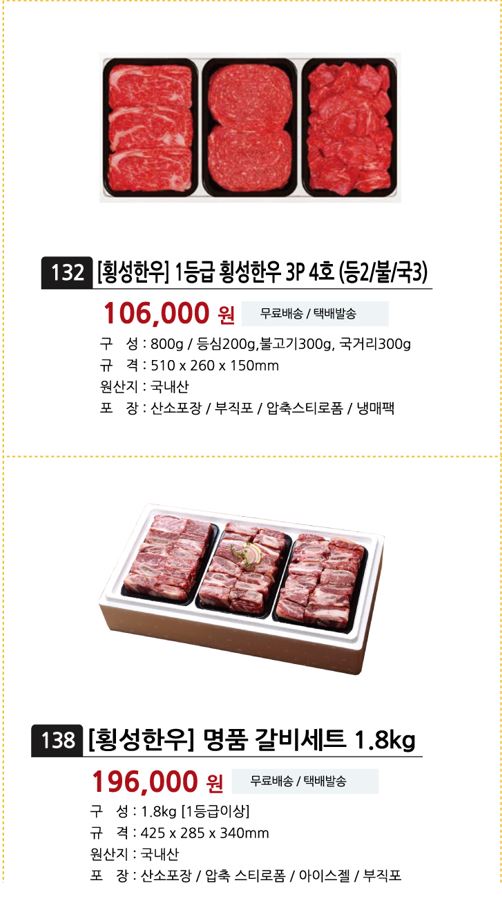 132 [횡성한우] 1등급 횡성한우 3P 4호 (등2/불/국3)
106,000 원 무료배송 / 택배발송
구 성 : 800g / 등심200g,불고기300g, 국거리300g
규 격 : 510 x 260 x 150mm
원산지 : 국내산
포 장 : 산소포장 / 부직포 / 압축스티로폼 / 냉매팩
138 [횡성한우] 명품 갈비세트 1.8kg
196,000 원 무료배송 / 택배발송
구 성 : 1.8kg [1등급이상]
규 격 : 425 x 285 x 340mm
원산지 : 국내산
포 장 : 산소포장 / 압축 스티로폼 / 아이스젤 / 부직포